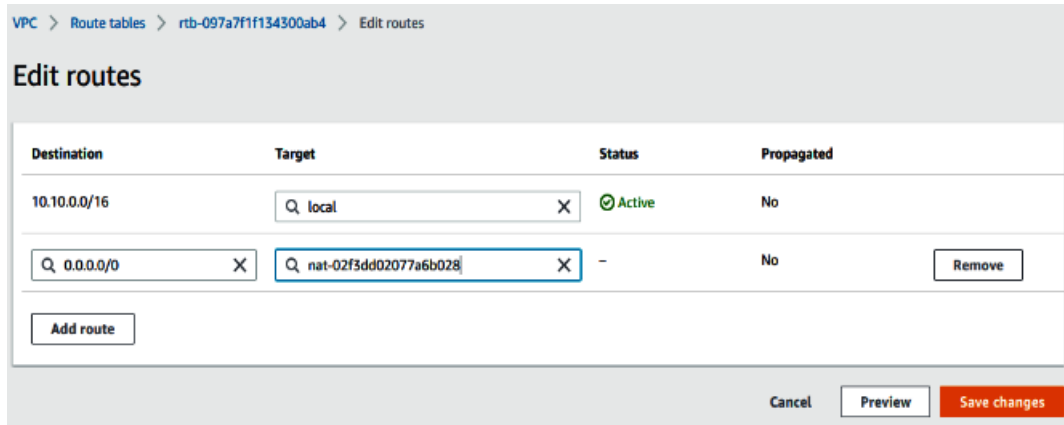 VPC > Route tables > rtb-097a7f1f134300ab4 > Edit routes
Edit routes
Destination Target Status Propagated
10.10.0.0/16 local Active No
0.0.0.0/0 nat-02f3dd02077a6b028 – No Remove
Add route
Cancel Preview Save changes